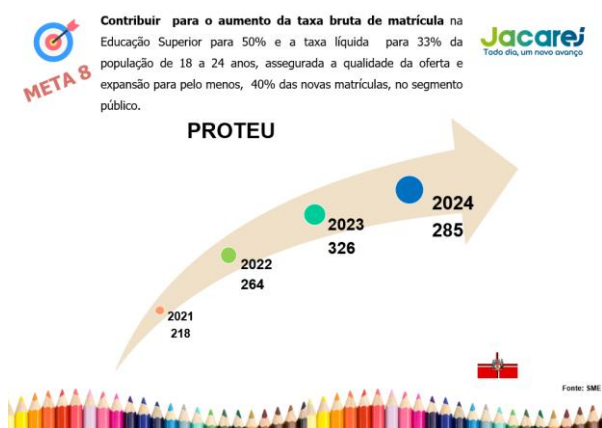 Contribuir para o aumento da taxa bruta de matrícula na
Educação Superior para 50% e a taxa líquida para 33% da
população de 18 a 24 anos, assegurada a qualidade da oferta e
expansão para pelo menos, 40% das novas matrículas, no segmento
público.
META 8
Jacareí
Todo dia, um novo avanço
PROTEU
2024
285
2023
326
2022
264
2021
218
Fonte: SME